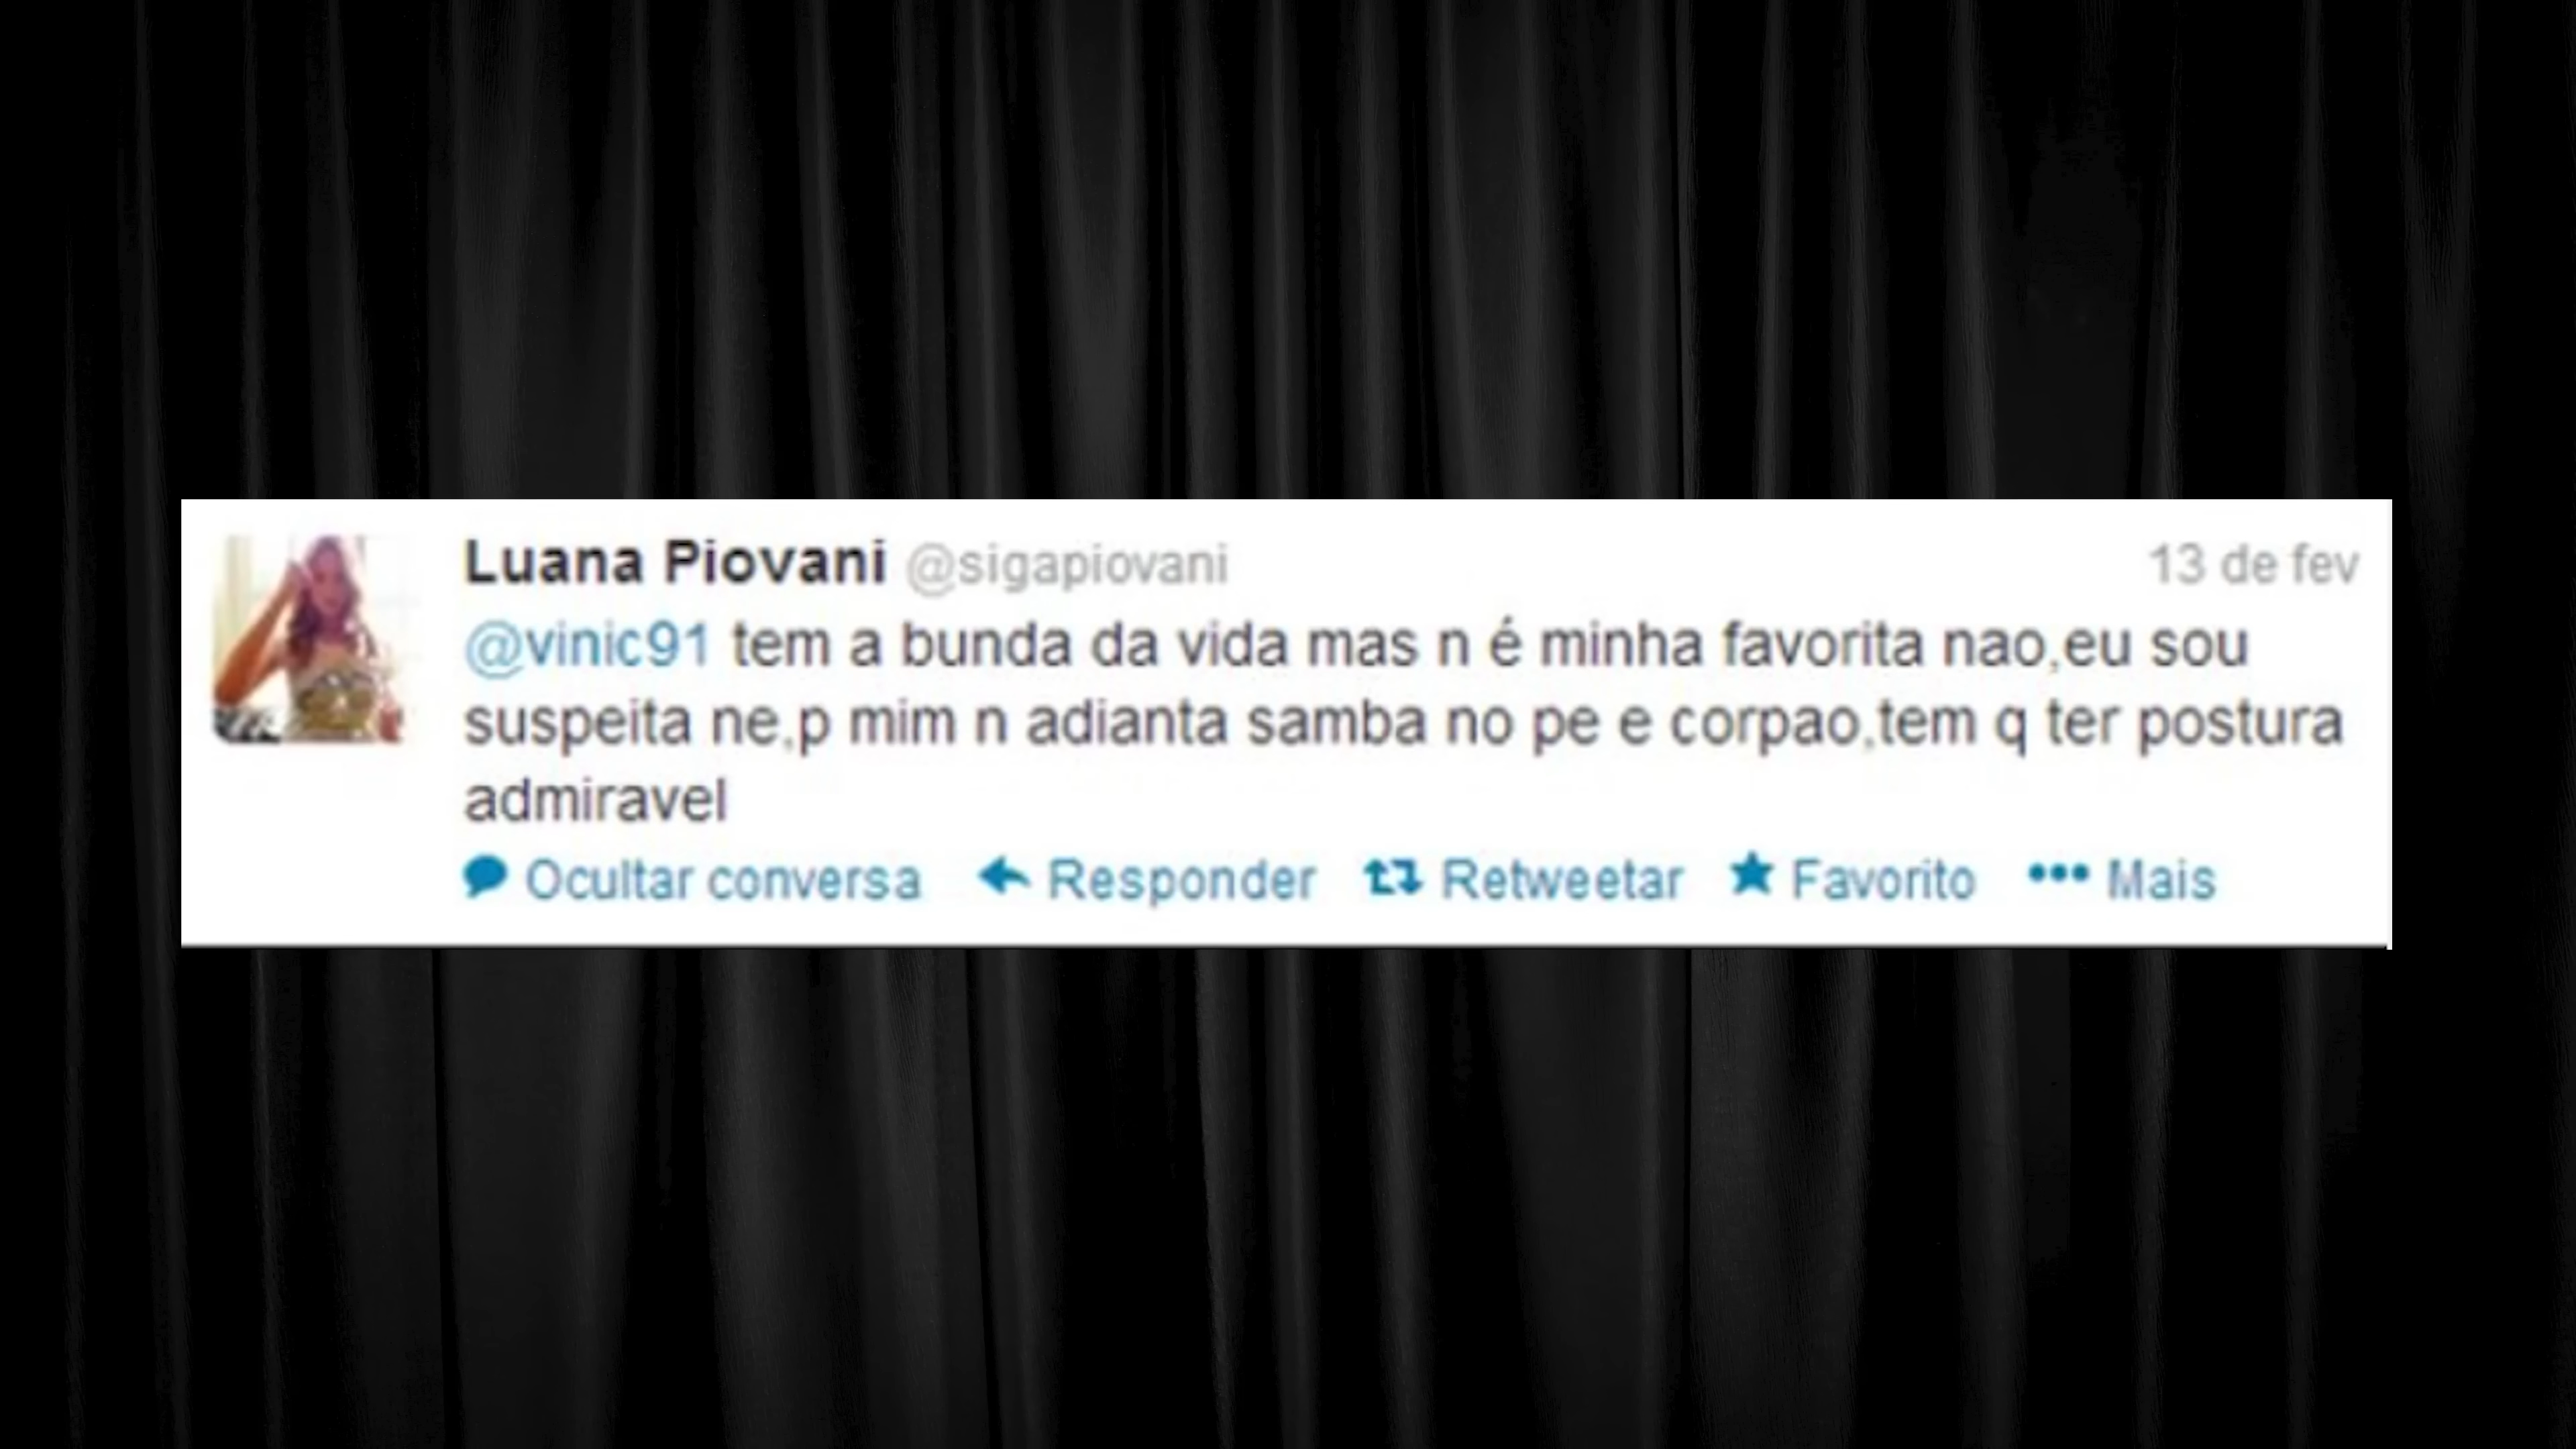 Luana Piovani @sigapiovani 13 de fev
@vinic91 tem a bunda da vida mas n é minha favorita nao,eu sou
suspeita ne,p mim n adianta samba no pe e corpao,tem q ter postura
admiravel
Ocultar conversa Responder Retweetar Favorito Mais